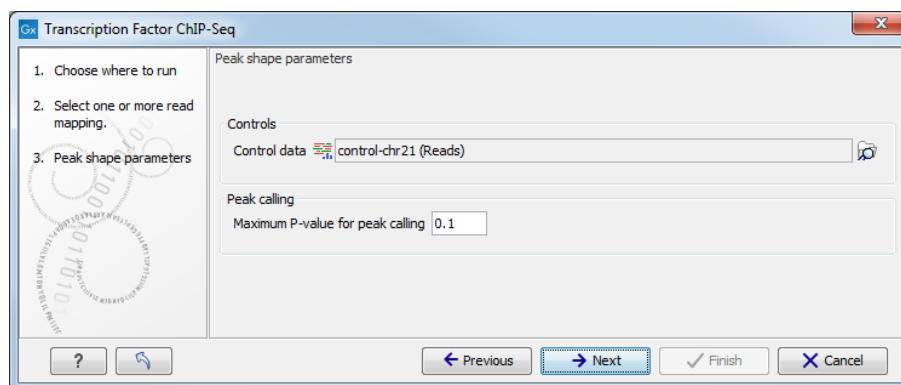 Gx Transcription Factor ChIP-Seq
1. Choose where to run
2. Select one or more read
mapping.
3. Peak shape parameters
Peak shape parameters
Controls
Control data control-chr21 (Reads)
Peak calling
Maximum P-value for peak calling 0.1
? Previous Next Finish Cancel